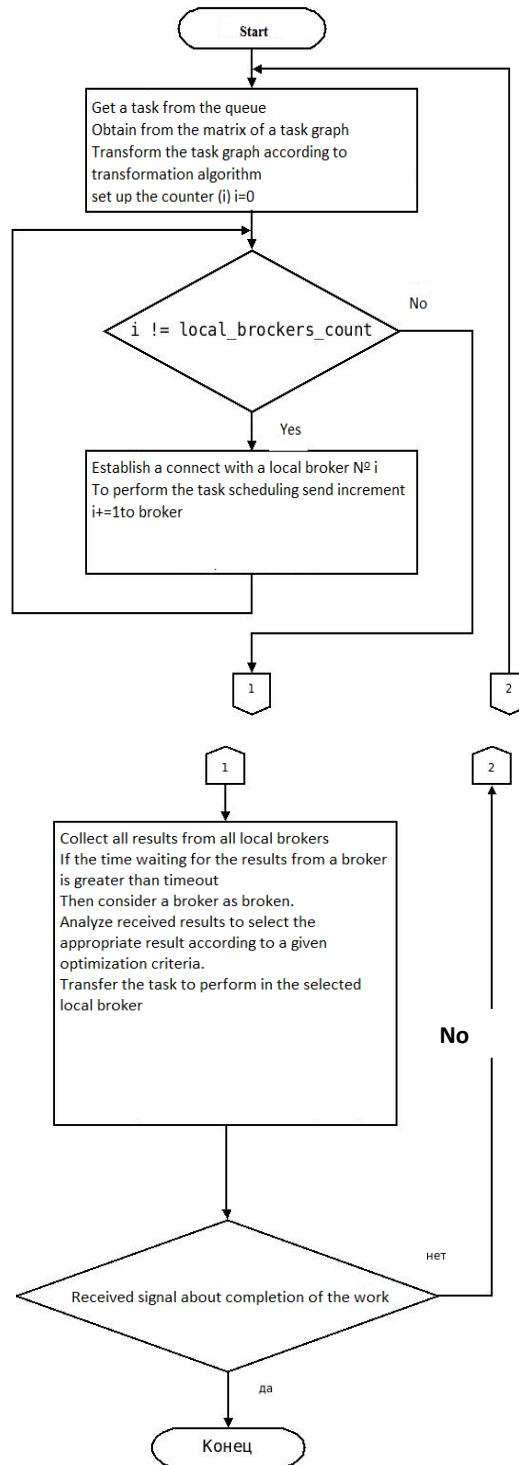 Start
Get a task from the queue
Obtain from the matrix of a task graph
Transform the task graph according to
transformation algorithm
set up the counter (i) i=0
No
i != local_brockers_count
Yes
Establish a connect with a local broker № i
To perform the task scheduling send increment
i+=1to broker
1
2
1
2
Collect all results from all local brokers
If the time waiting for the results from a broker
is greater than timeout
Then consider a broker as broken.
Analyze received results to select the
appropriate result according to a given
optimization criteria.
Transfer the task to perform in the selected
local broker
No
нет
Received signal about completion of the work
да
Конец